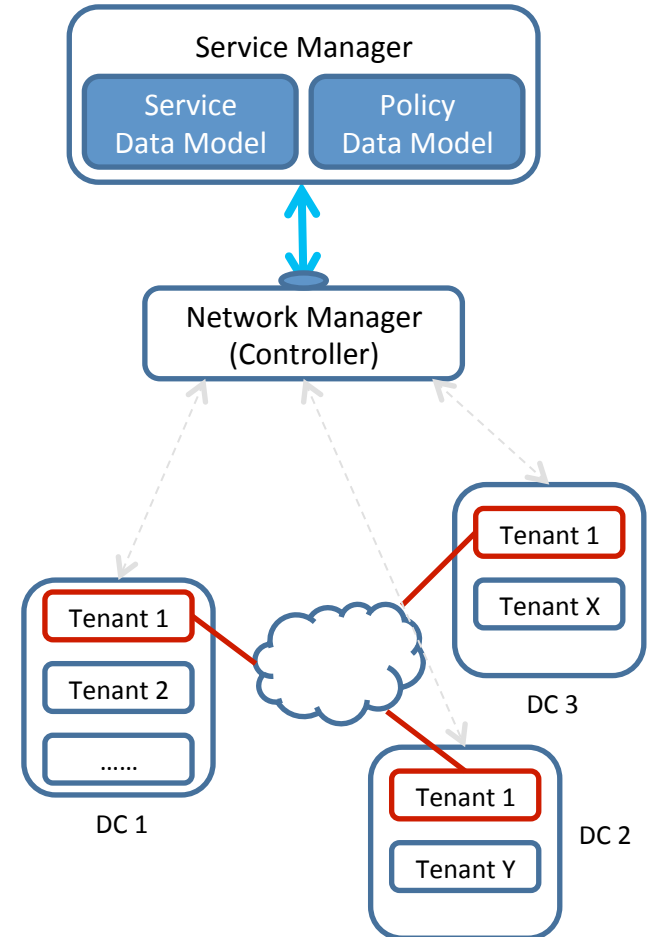 Service Manager
Service
Data Model
Policy
Data Model
Network Manager
(Controller)
Tenant 1
Tenant X
DC 3
Tenant 1
Tenant 2
……
DC 1
Tenant 1
Tenant Y
DC 2